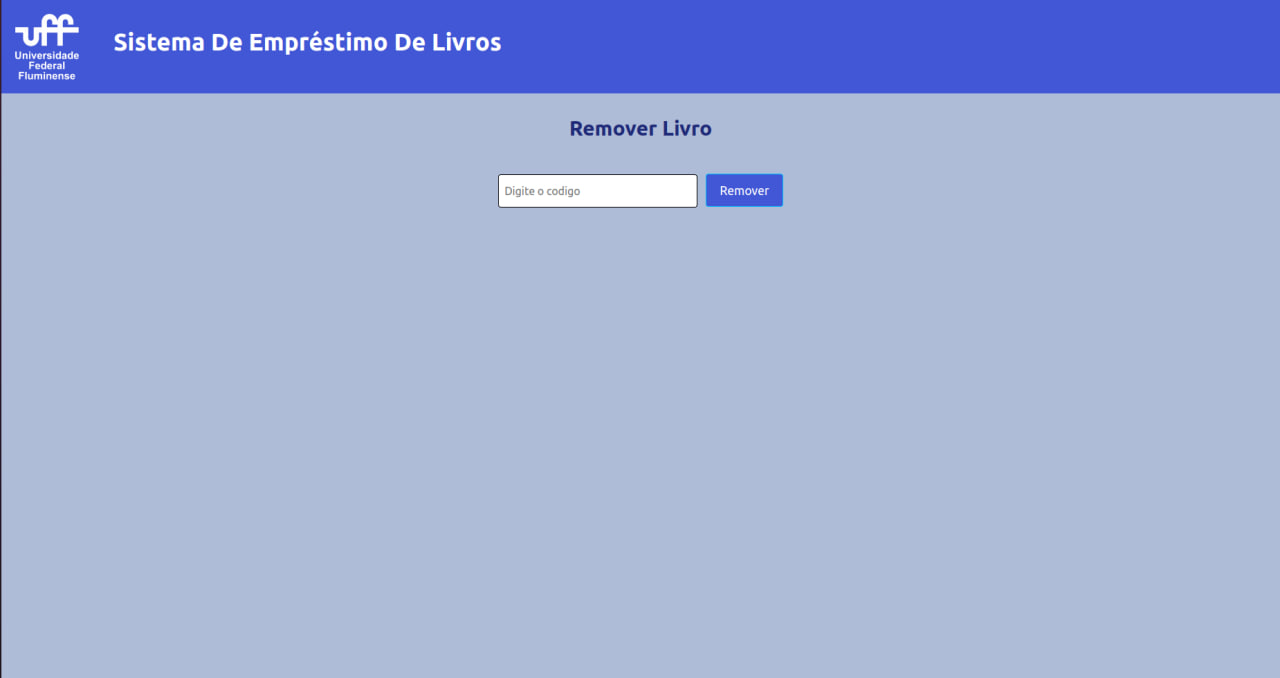 uff
Universidade
Federal
Fluminense
Sistema De Empréstimo De Livros
Remover Livro
Digite o codigo
Remover